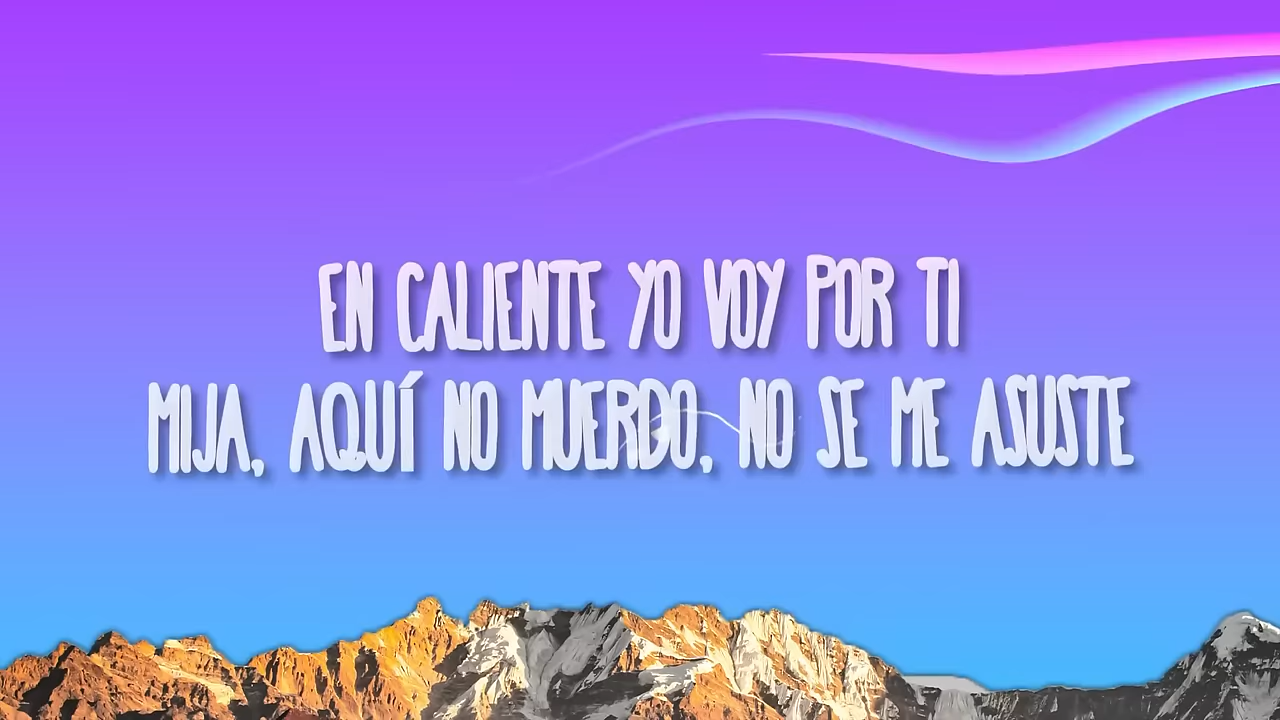 EN CALIENTE YO VOY POR TI
MIJA, AQUÍ NO MUERDO, NO SE ME ASUSTE